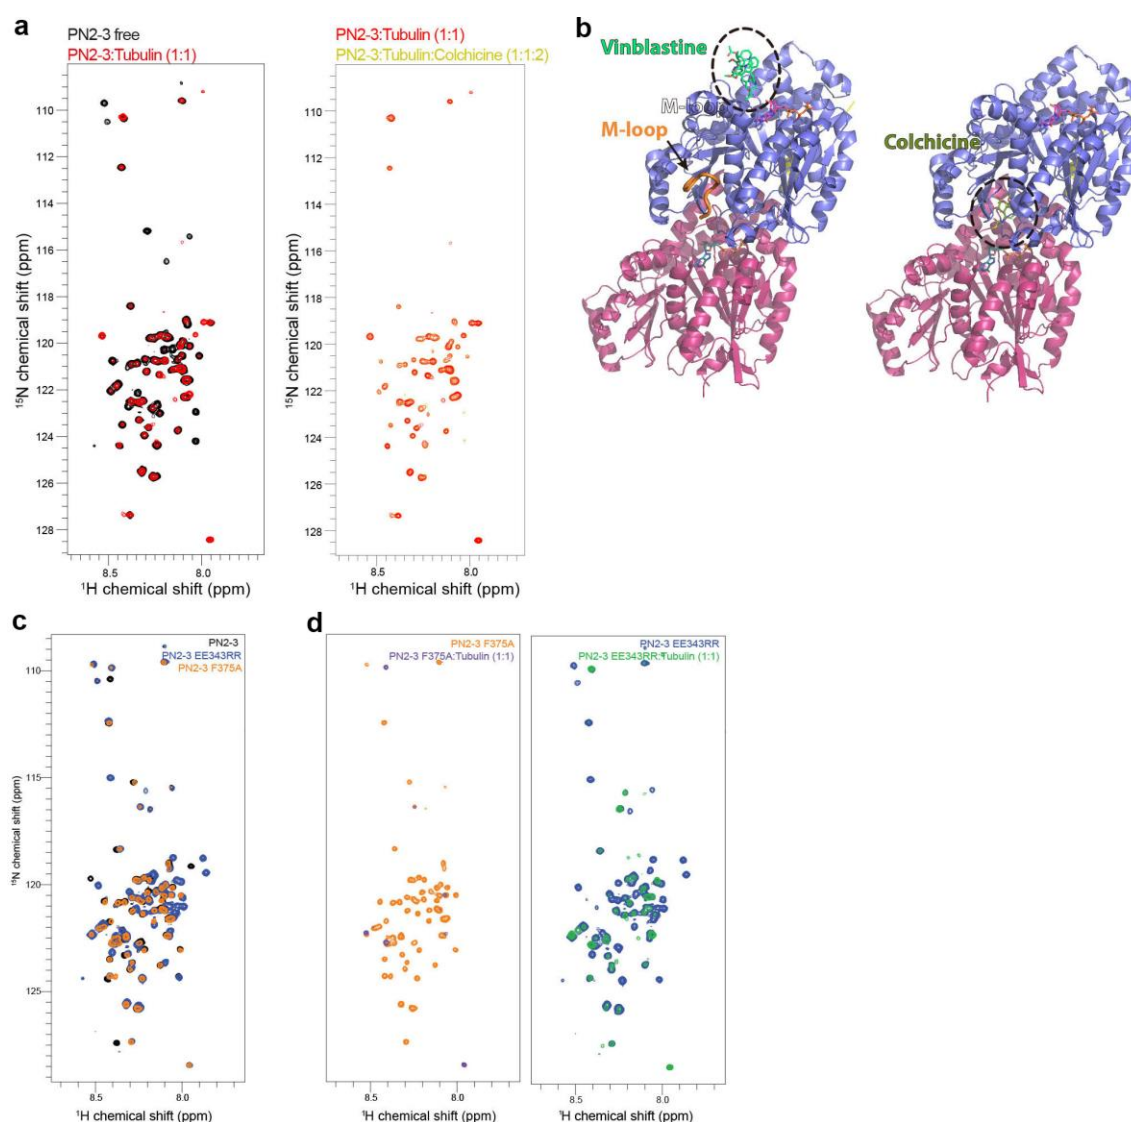 a
PN2-3 free
PN2-3:Tubulin (1:1)
110
112
114
116
118
120
122
124
126
128
¹⁵N chemical shift (ppm)
8.5
8.0
¹H chemical shift (ppm)
PN2-3:Tubulin (1:1)
PN2-3:Tubulin:Colchicine (1:1:2)
110
112
114
116
118
120
122
124
126
128
¹⁵N chemical shift (ppm)
8.5
8.0
¹H chemical shift (ppm)
b
Vinblastine
M-loop
M-loop
Colchicine
c
PN2-3
PN2-3 EE343RR
PN2-3 F375A
110
115
120
125
¹⁵N chemical shift (ppm)
8.5
8.0
¹H chemical shift (ppm)
d
PN2-3 F375A
PN2-3 F375A:Tubulin (1:1)
8.5
8.0
¹H chemical shift (ppm)
PN2-3 EE343RR
PN2-3 EE343RR:Tubulin (1:1)
8.5
8.0
¹H chemical shift (ppm)